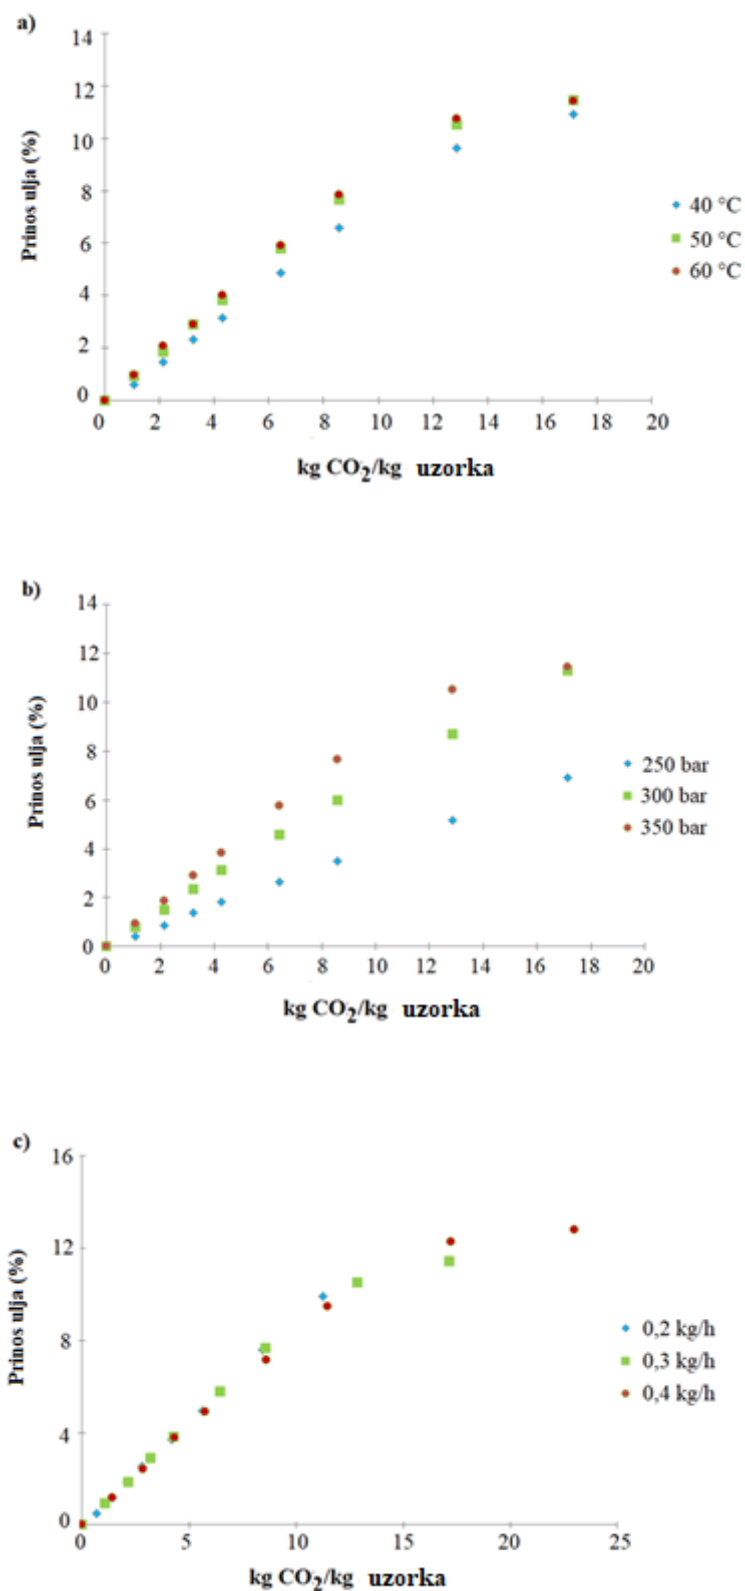 a)
14
12
10
8
6
4
2
0
Prinos ulja (%)
0 2 4 6 8 10 12 14 16 18 20
kg CO2/kg uzorka
40 °C
50 °C
60 °C
b)
14
12
10
8
6
4
2
0
Prinos ulja (%)
0 2 4 6 8 10 12 14 16 18 20
kg CO2/kg uzorka
250 bar
300 bar
350 bar
c)
16
12
8
4
0
Prinos ulja (%)
0 5 10 15 20 25
kg CO2/kg uzorka
0,2 kg/h
0,3 kg/h
0,4 kg/h